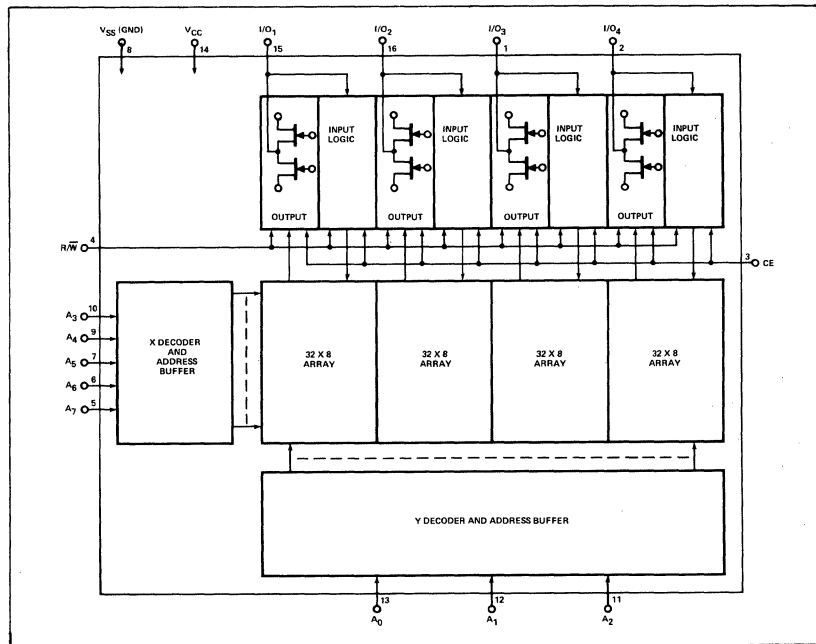 VSS (GND) VCC I/O1 I/O2 I/O3 I/O4
8 14 15 16 1 2
INPUT LOGIC INPUT LOGIC INPUT LOGIC INPUT LOGIC
OUTPUT OUTPUT OUTPUT OUTPUT
R/W̅ 4
3 CE
A3 10
A4 9
A5 7
A6 6
A7 5
X DECODER
AND
ADDRESS
BUFFER
32 X 8 ARRAY 32 X 8 ARRAY 32 X 8 ARRAY 32 X 8 ARRAY
Y DECODER AND ADDRESS BUFFER
13 12 11
A0 A1 A2